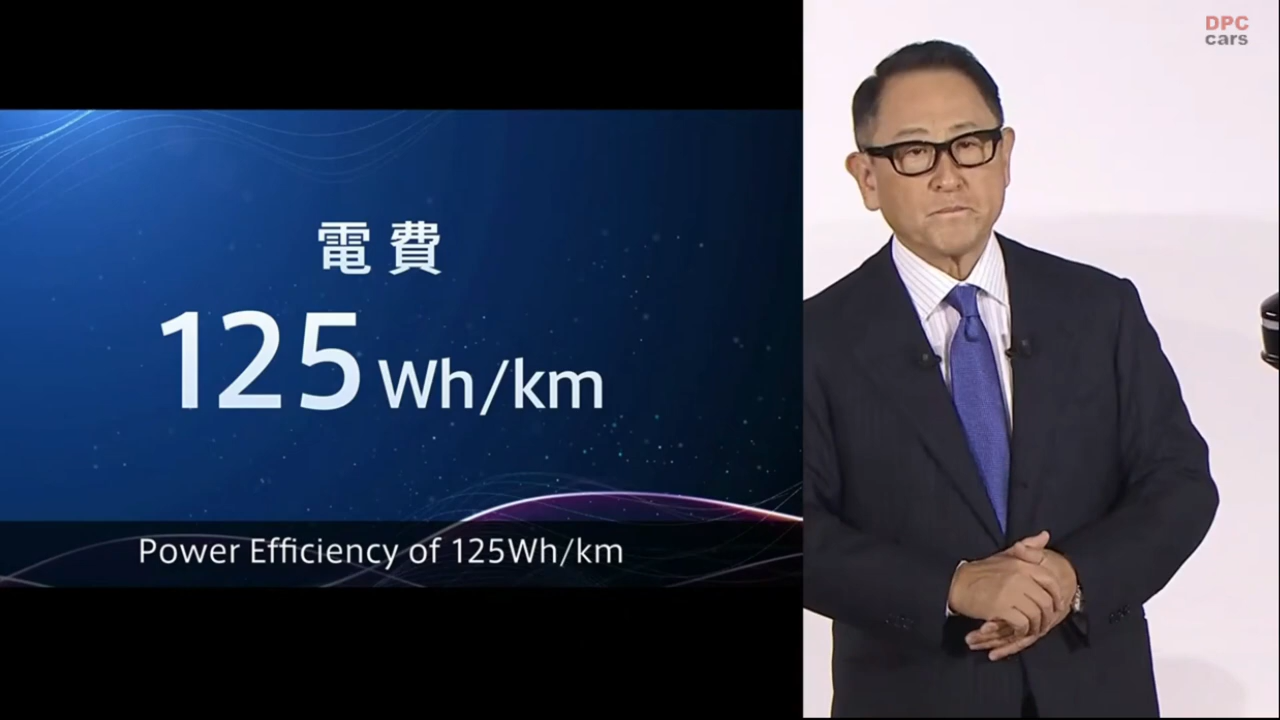 電費
125 Wh/km
Power Efficiency of 125Wh/km
DPC
cars